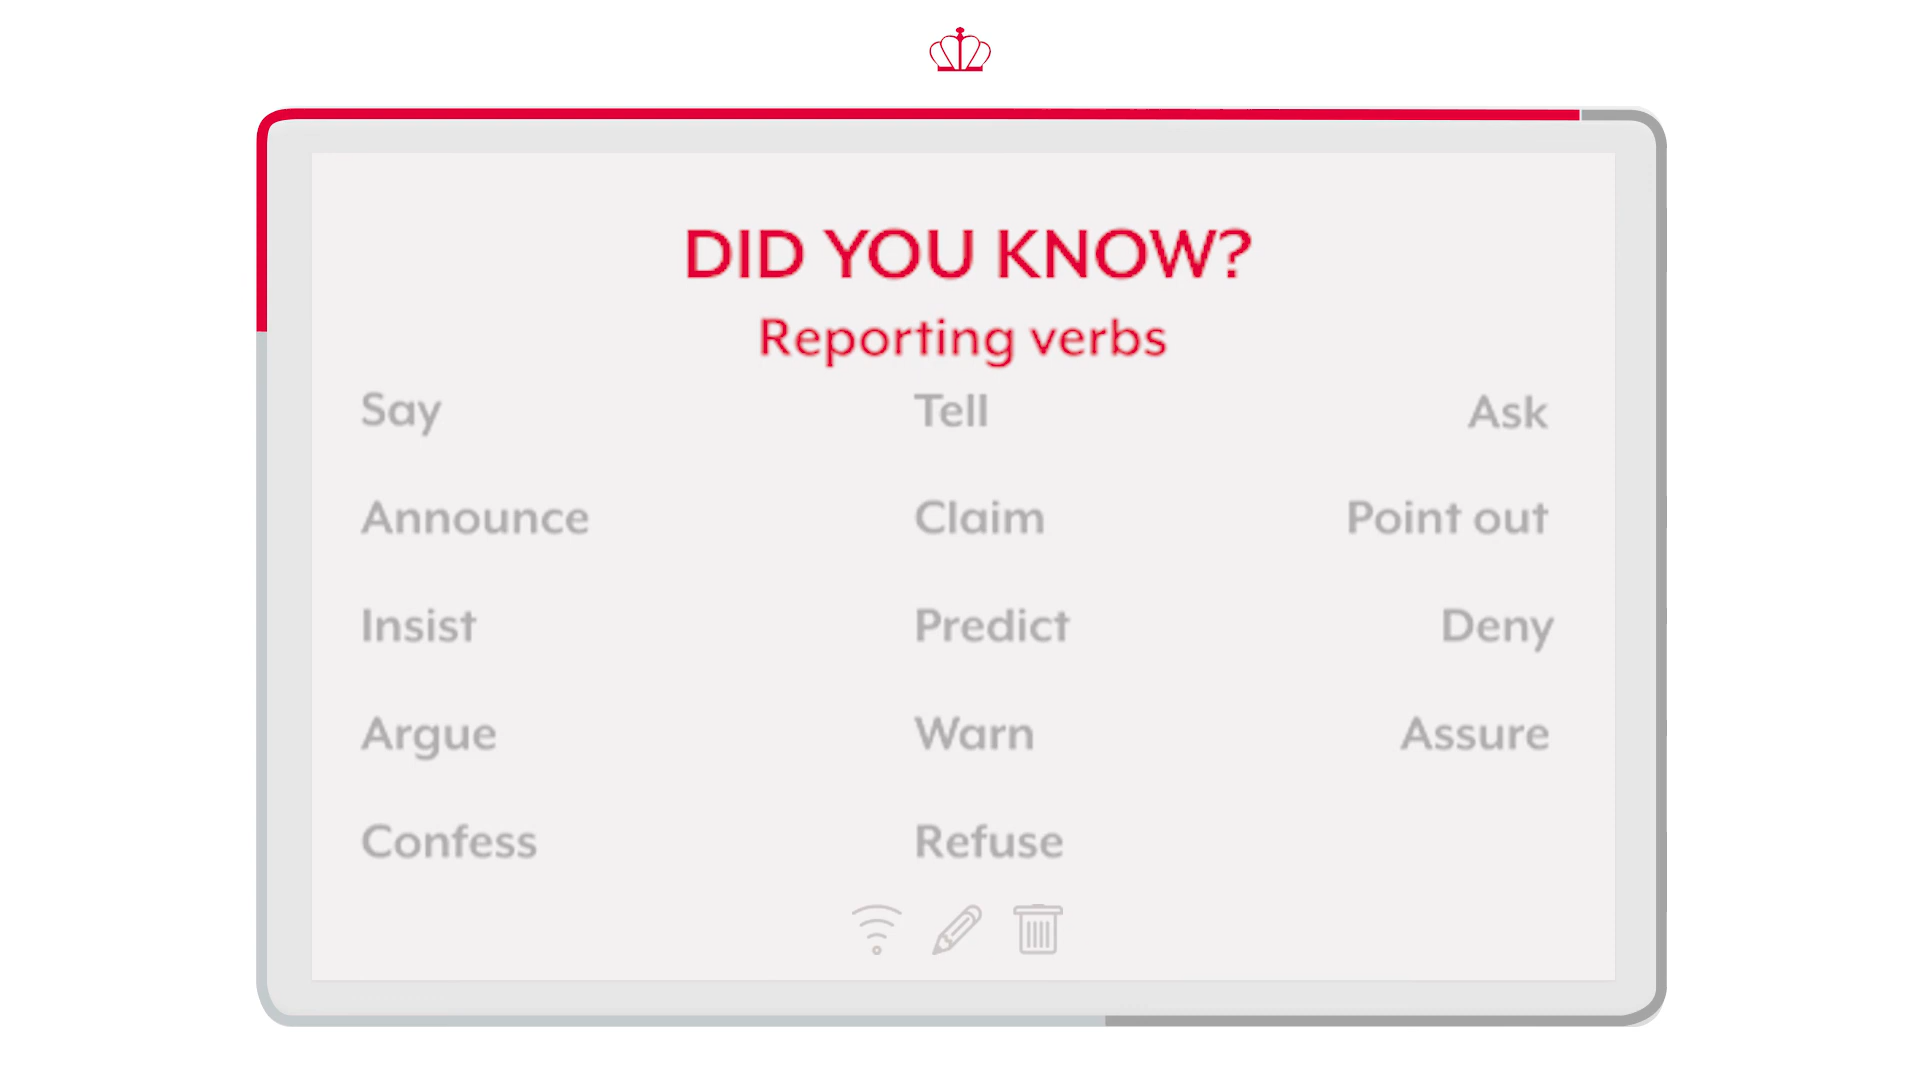 DID YOU KNOW?
Reporting verbs
Say Tell Ask
Announce Claim Point out
Insist Predict Deny
Argue Warn Assure
Confess Refuse